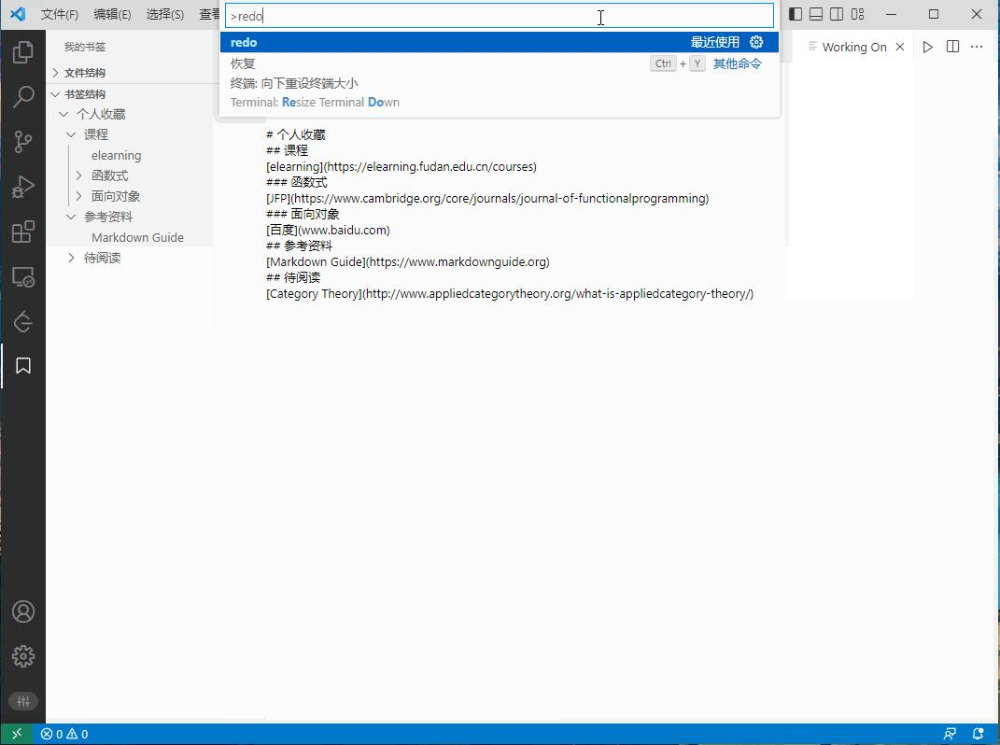 文件(F) 编辑(E) 选择(S) 查看
>redo
redo 最近使用
恢复 Ctrl + Y 其他命令
终端: 向下重设终端大小
Terminal: Resize Terminal Down
Working On
我的书签
文件结构
书签结构
个人收藏
课程
elearning
函数式
面向对象
参考资料
Markdown Guide
待阅读
# 个人收藏
## 课程
[elearning](https://elearning.fudan.edu.cn/courses)
### 函数式
[JFP](https://www.cambridge.org/core/journals/journal-of-functionalprogramming)
### 面向对象
[百度](www.baidu.com)
## 参考资料
[Markdown Guide](https://www.markdownguide.org)
## 待阅读
[Category Theory](http://www.appliedcategorytheory.org/what-is-appliedcategory-theory/)
0 0